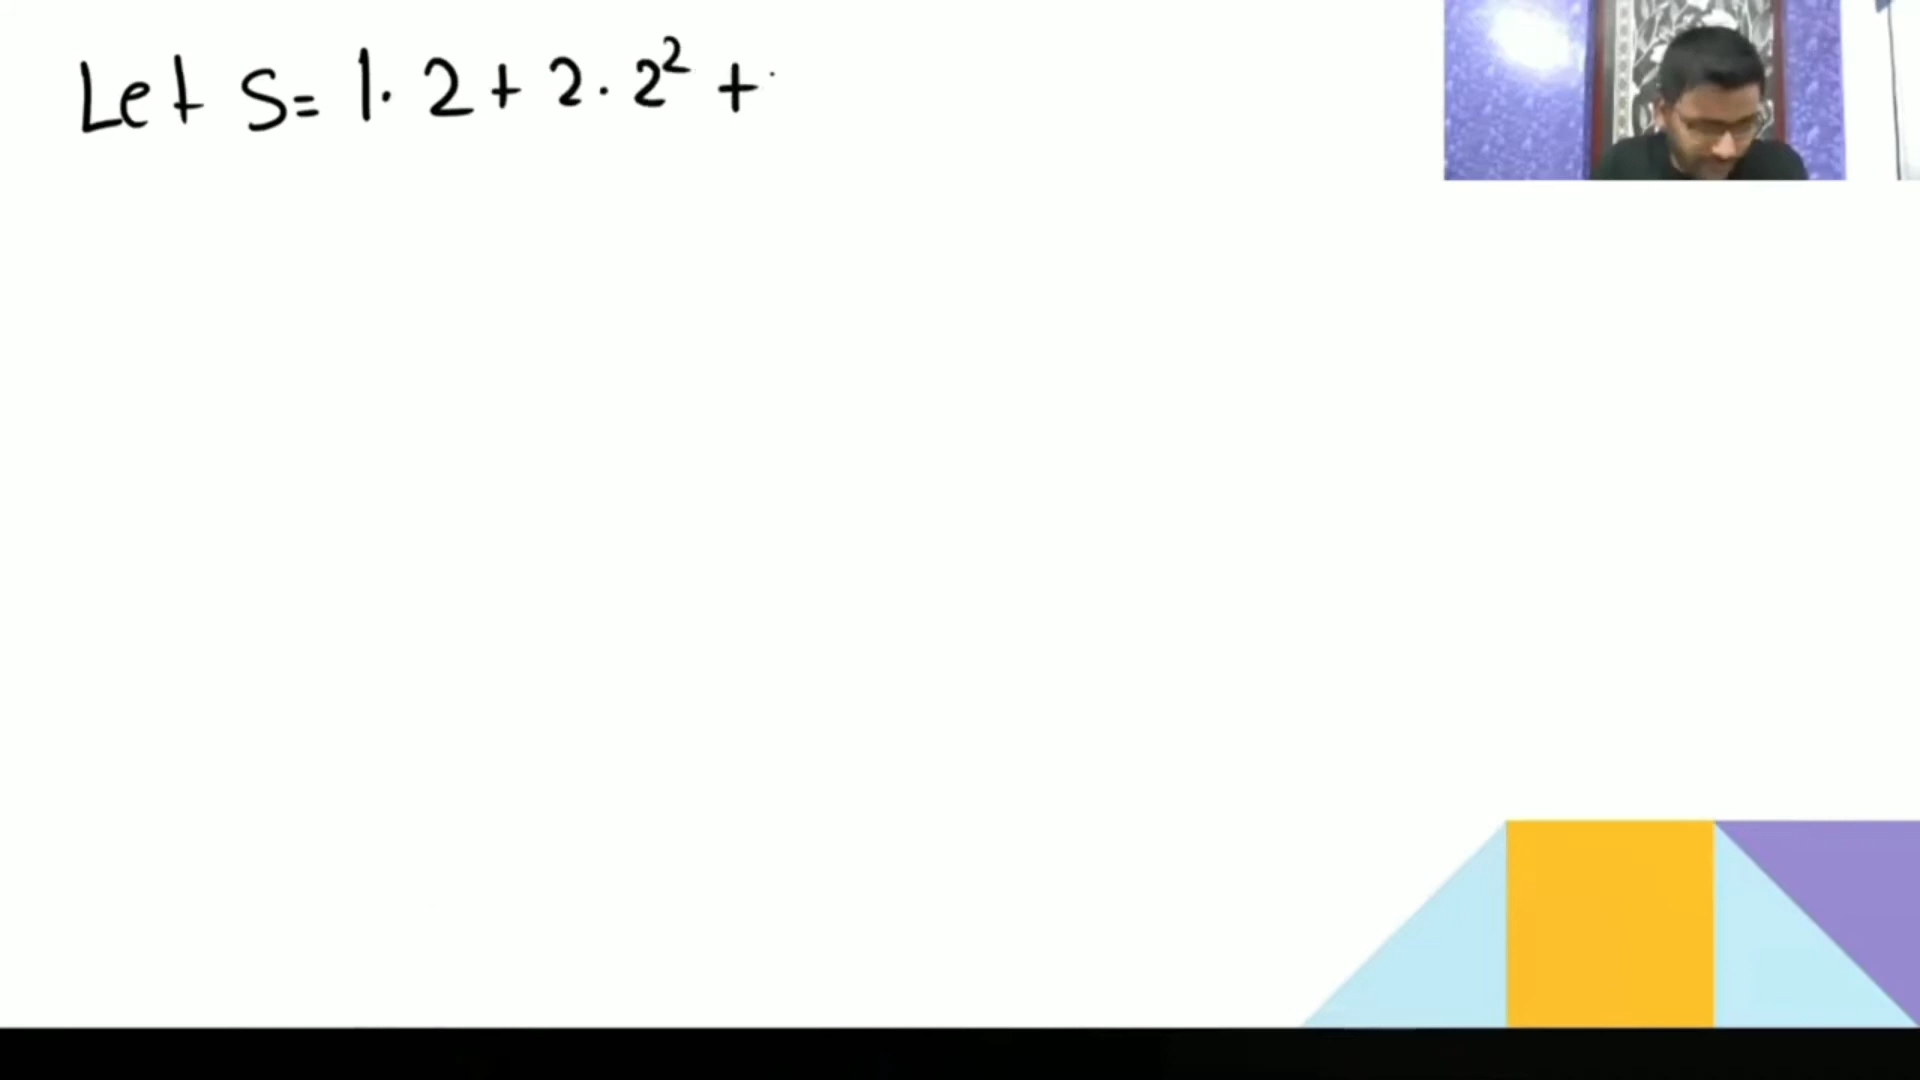 Let S = 1 · 2 + 2 · 2² +